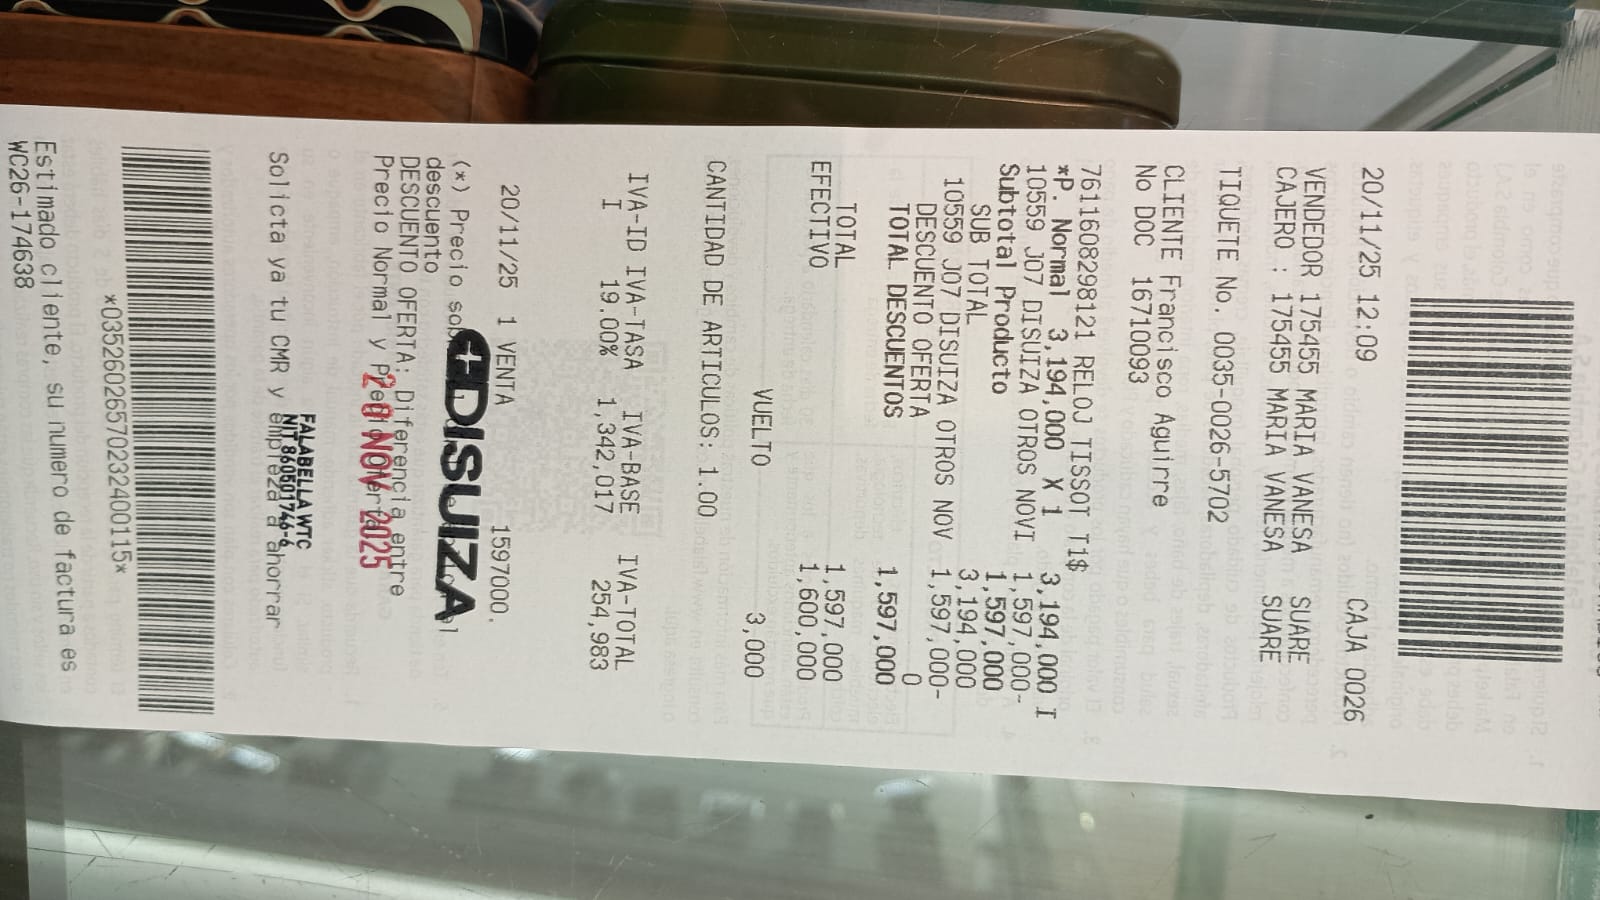 20/11/25 12:09 CAJA 0026
VENDEDOR 175455 MARIA VANESA SUARE
CAJERO : 175455 MARIA VANESA SUARE
TIQUETE No. 0035-0026-5702
CLIENTE Francisco Aguirre
No DOC 16710093
7611608298121 RELOJ TISSOT T1$
*P. Normal 3,194,000 X 1 3,194,000 I
10559 J07 DISUIZA OTROS NOVI 1,597,000-
Subtotal Producto 1,597,000
SUB TOTAL 3,194,000
10559 J07 DISUIZA OTROS NOV 1,597,000-
DESCUENTO OFERTA 0
TOTAL DESCUENTOS 1,597,000
TOTAL 1,597,000
EFECTIVO 1,600,000
VUELTO 3,000
CANTIDAD DE ARTICULOS: 1.00
IVA-ID IVA-TASA IVA-BASE IVA-TOTAL
I 19.00% 1,342,017 254,983
20/11/25 1 VENTA 1597000.
(*) Precio
descuento
DISUIZA
DESCUENTO OFERTA: Diferencia entre
Precio Normal y
20 NOV 2025
FALABELLA WTC
NIT 860501746-6
Solicta ya tu CMR y empieza a ahorrar
*03526026570232400115*
Estimado cliente, su numero de factura es
WC26-174638